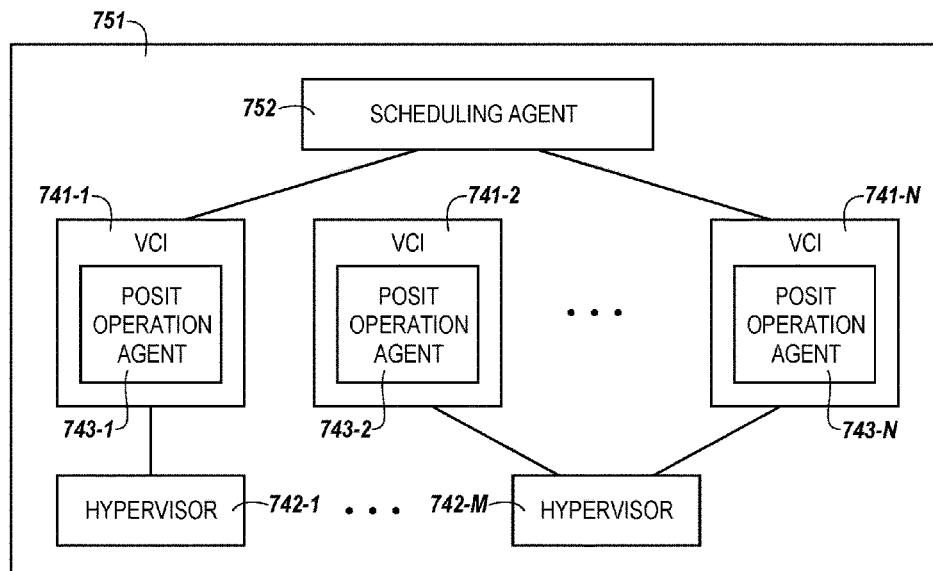 751
752
SCHEDULING AGENT
741-1
741-2
741-N
VCI
VCI
VCI
POSIT
OPERATION
AGENT
POSIT
OPERATION
AGENT
POSIT
OPERATION
AGENT
743-1
743-2
743-N
HYPERVISOR
742-1
742-M
HYPERVISOR